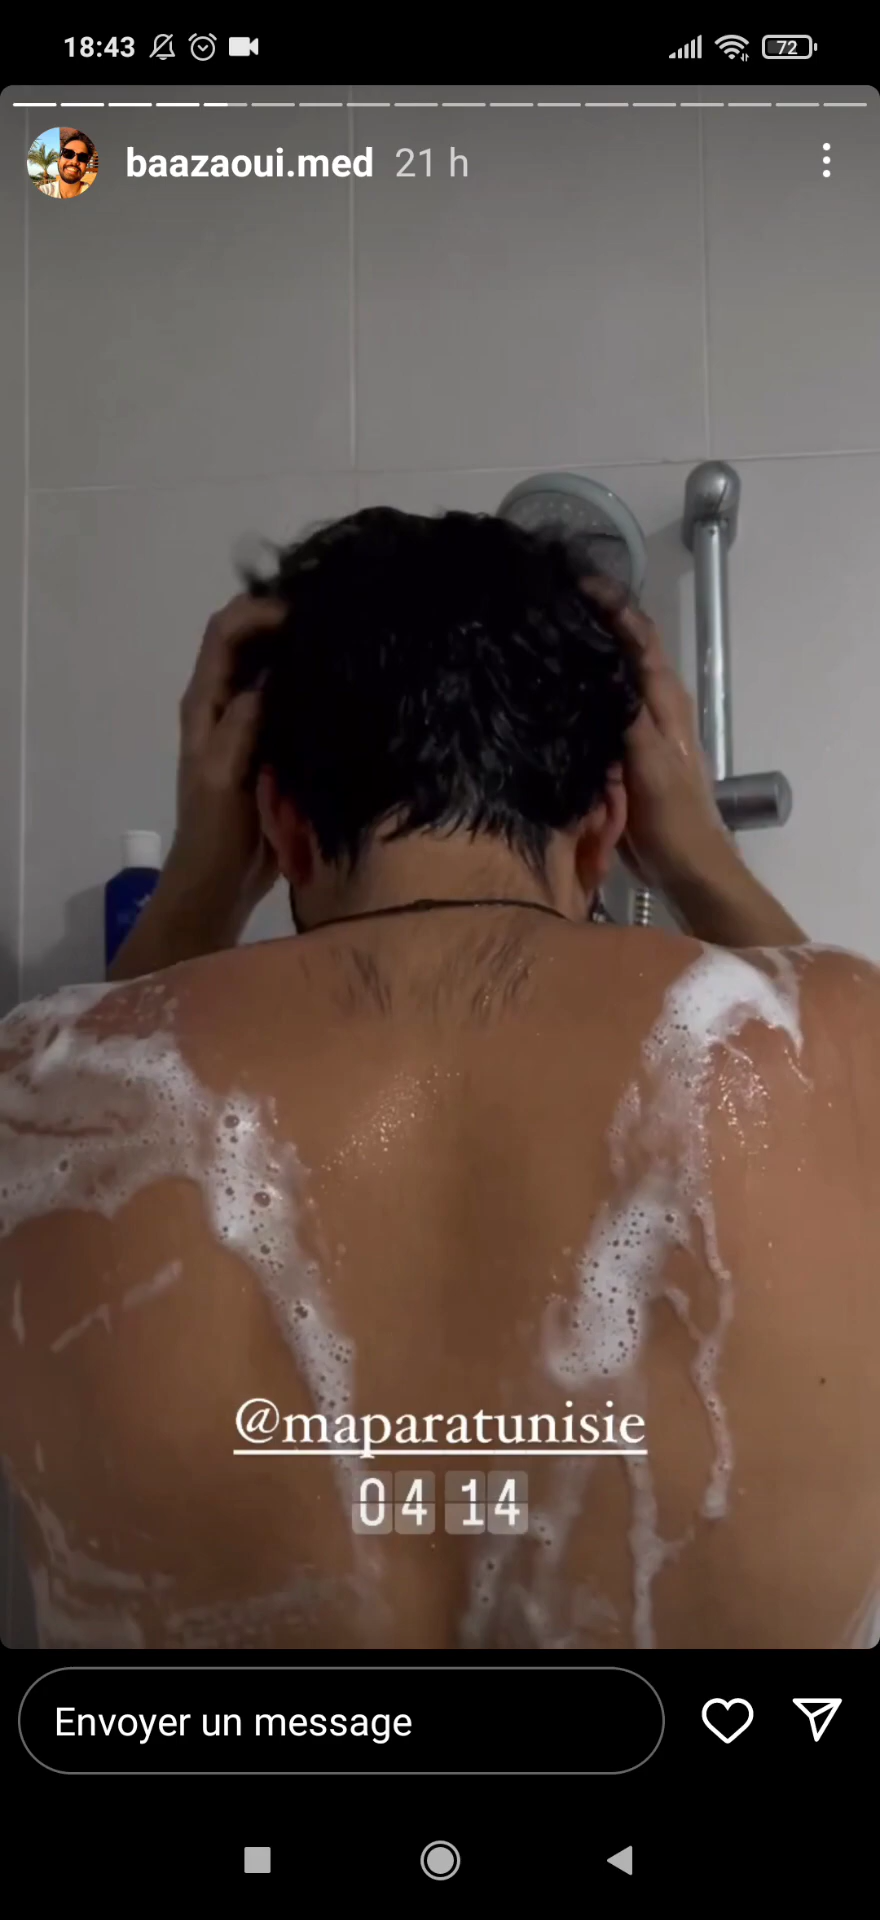 18:43
72
baazaoui.med 21 h
@maparatunisie
04 14
Envoyer un message